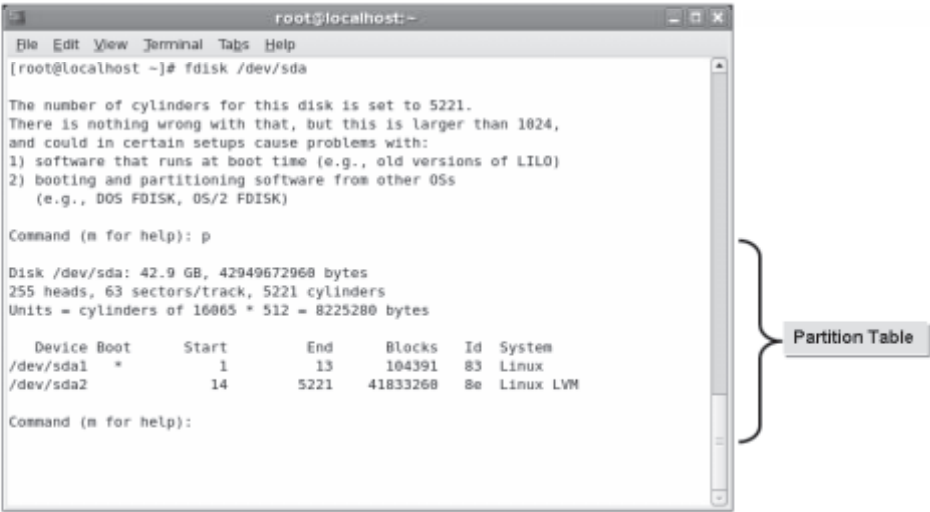 root@localhost:~
File Edit View Terminal Tabs Help
[root@localhost ~]# fdisk /dev/sda
The number of cylinders for this disk is set to 5221.
There is nothing wrong with that, but this is larger than 1024,
and could in certain setups cause problems with:
1) software that runs at boot time (e.g., old versions of LILO)
2) booting and partitioning software from other OSs
(e.g., DOS FDISK, OS/2 FDISK)
Command (m for help): p
Disk /dev/sda: 42.9 GB, 42949672960 bytes
255 heads, 63 sectors/track, 5221 cylinders
Units = cylinders of 16065 * 512 = 8225280 bytes
Device Boot Start End Blocks Id System
/dev/sda1 * 1 13 104391 83 Linux
/dev/sda2 14 5221 41833260 8e Linux LVM
Command (m for help):
Partition Table